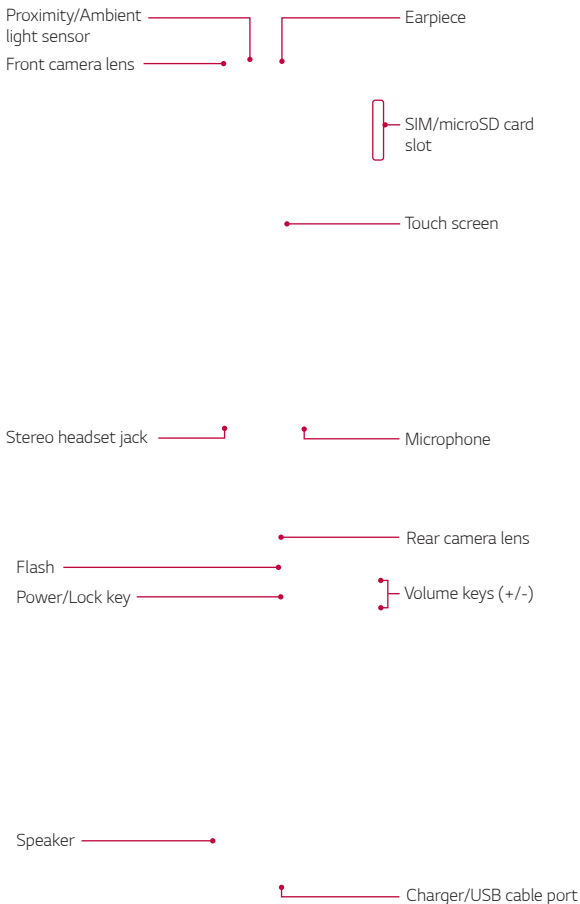 Proximity/Ambient
light sensor
Earpiece
Front camera lens
SIM/microSD card
slot
Touch screen
Stereo headset jack
Microphone
Rear camera lens
Flash
Power/Lock key
Volume keys (+/-)
Speaker
Charger/USB cable port